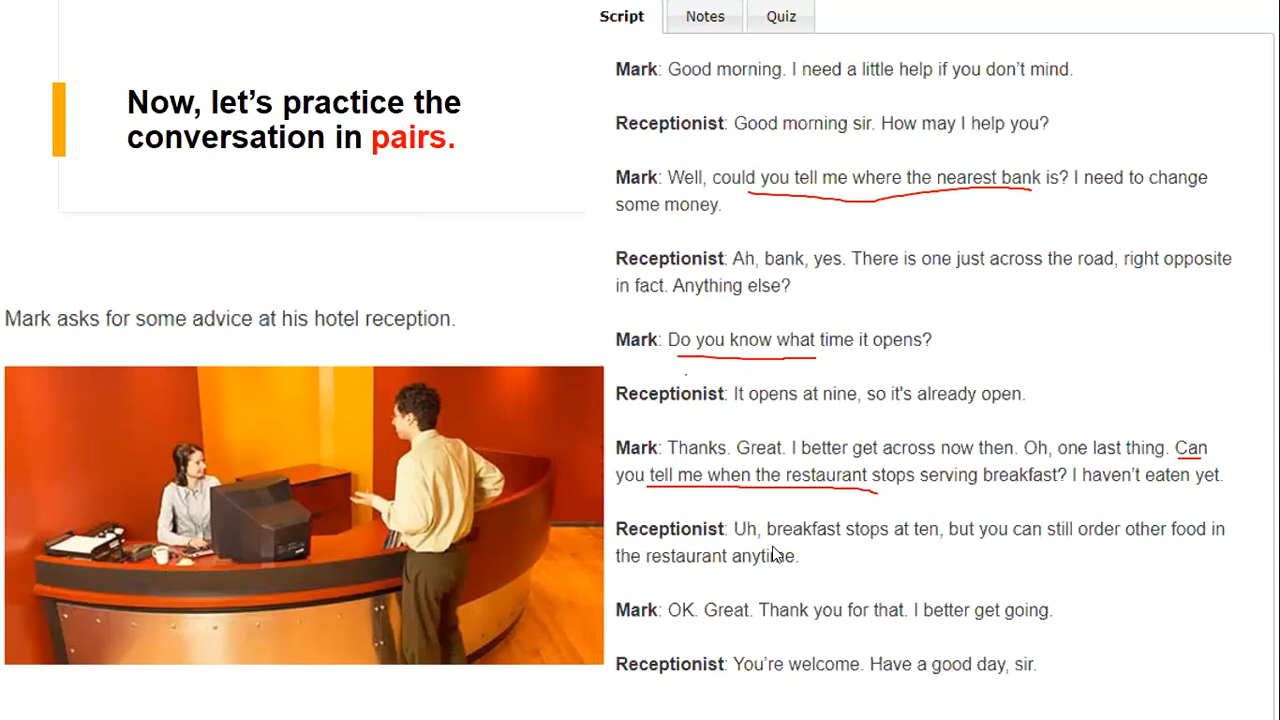 Now, let’s practice the
conversation in pairs.
Mark asks for some advice at his hotel reception.
Script
Notes
Quiz
Mark: Good morning. I need a little help if you don’t mind.
Receptionist: Good morning sir. How may I help you?
Mark: Well, could you tell me where the nearest bank is? I need to change
some money.
Receptionist: Ah, bank, yes. There is one just across the road, right opposite
in fact. Anything else?
Mark: Do you know what time it opens?
Receptionist: It opens at nine, so it's already open.
Mark: Thanks. Great. I better get across now then. Oh, one last thing. Can
you tell me when the restaurant stops serving breakfast? I haven’t eaten yet.
Receptionist: Uh, breakfast stops at ten, but you can still order other food in
the restaurant anytime.
Mark: OK. Great. Thank you for that. I better get going.
Receptionist: You’re welcome. Have a good day, sir.